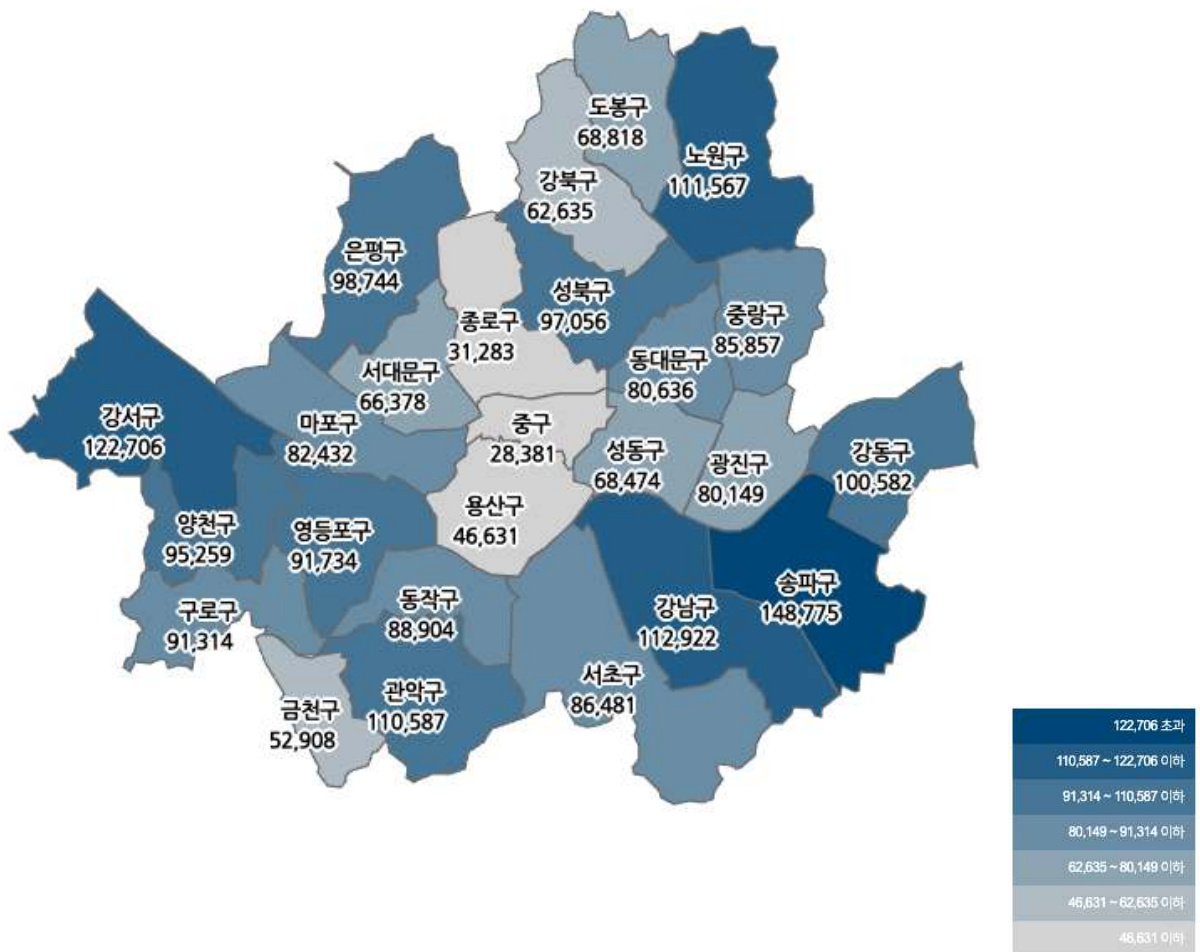 도봉구
68,818
노원구
111,567
강북구
62,635
은평구
98,744
성북구
97,056
종로구
31,283
중랑구
85,857
동대문구
80,636
서대문구
66,378
강서구
122,706
마포구
82,432
중구
28,381
성동구
68,474
광진구
80,149
강동구
100,582
용산구
46,631
양천구
95,259
영등포구
91,734
구로구
91,314
동작구
88,904
강남구
112,922
송파구
148,775
서초구
86,481
관악구
110,587
금천구
52,908
122,706 초과
110,587 ~ 122,706 이하
91,314 ~ 110,587 이하
80,149 ~ 91,314 이하
62,635 ~ 80,149 이하
46,631 ~ 62,635 이하
46,631 이하